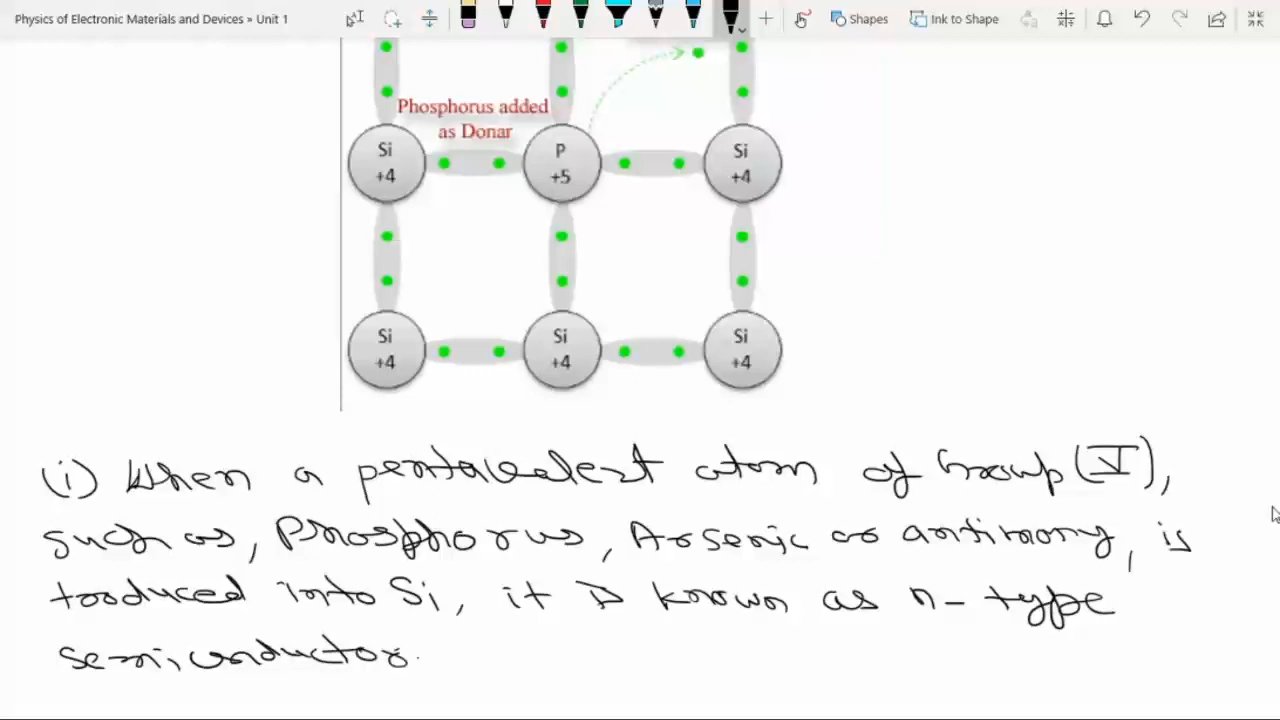 Physics of Electronic Materials and Devices » Unit 1
Shapes
Ink to Shape
Phosphorus added
as Donar
Si P Si
+4 +5 +4
Si Si Si
+4 +4 +4
(i) When a pentavalent atom of Group (V),
such as, Phosphorus, Arsenic or antimony, is
troduced into Si, it is known as n-type
semiconductor.